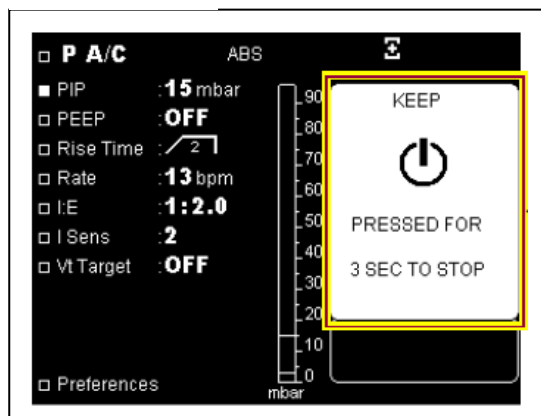 P A/C ABS
PIP :15 mbar
PEEP :OFF
Rise Time : 2
Rate :13 bpm
I:E :1:2.0
I Sens :2
Vt Target :OFF
Preferences
90
80
70
60
50
40
30
20
10
0
mbar
KEEP
PRESSED FOR
3 SEC TO STOP